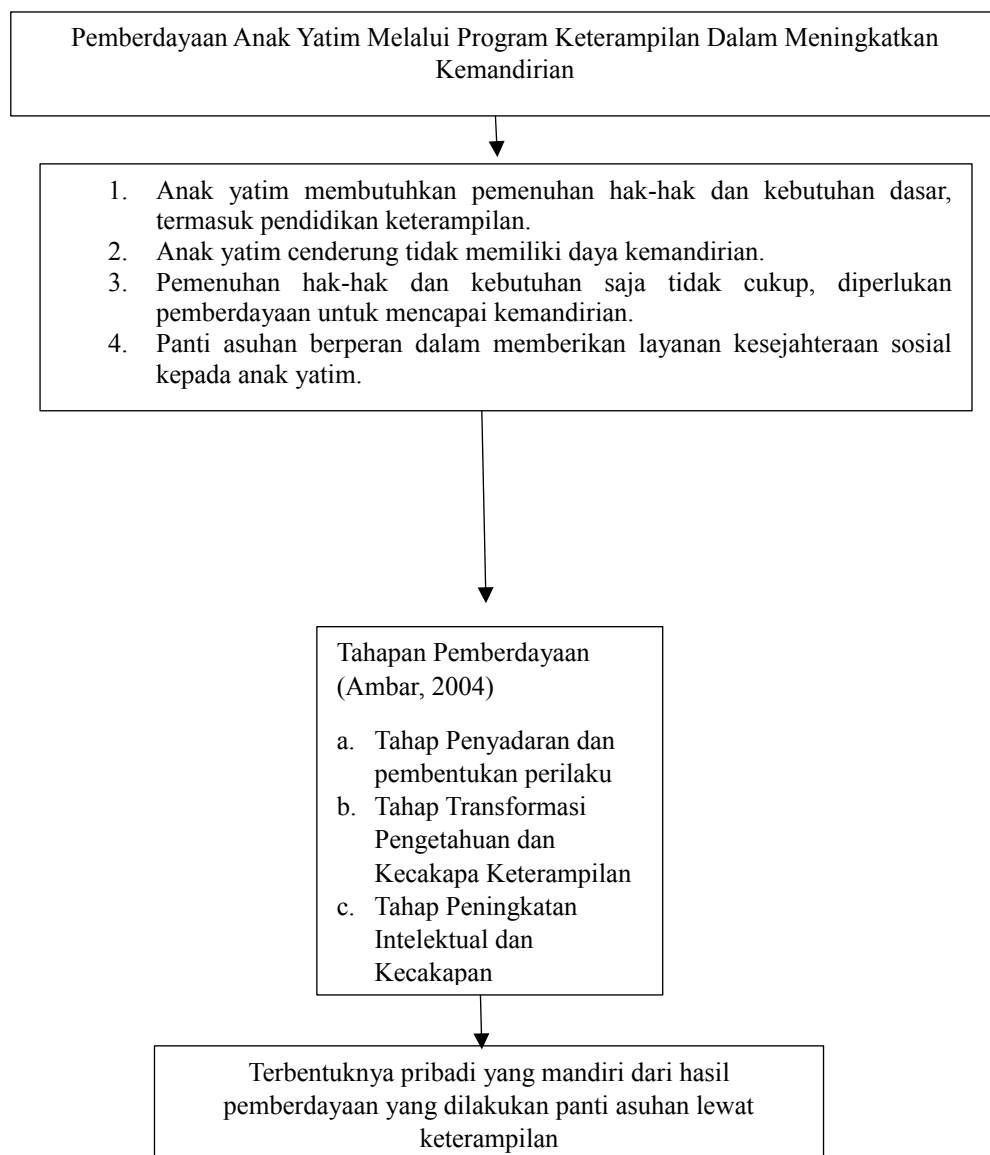 Pemberdayaan Anak Yatim Melalui Program Keterampilan Dalam Meningkatkan
Kemandirian
1. Anak yatim membutuhkan pemenuhan hak-hak dan kebutuhan dasar,
termasuk pendidikan keterampilan.
2. Anak yatim cenderung tidak memiliki daya kemandirian.
3. Pemenuhan hak-hak dan kebutuhan saja tidak cukup, diperlukan
pemberdayaan untuk mencapai kemandirian.
4. Panti asuhan berperan dalam memberikan layanan kesejahteraan sosial
kepada anak yatim.
Tahapan Pemberdayaan
(Ambar, 2004)
a. Tahap Penyadaran dan
pembentukan perilaku
b. Tahap Transformasi
Pengetahuan dan
Kecakapa Keterampilan
c. Tahap Peningkatan
Intelektual dan
Kecakapan
Terbentuknya pribadi yang mandiri dari hasil
pemberdayaan yang dilakukan panti asuhan lewat
keterampilan